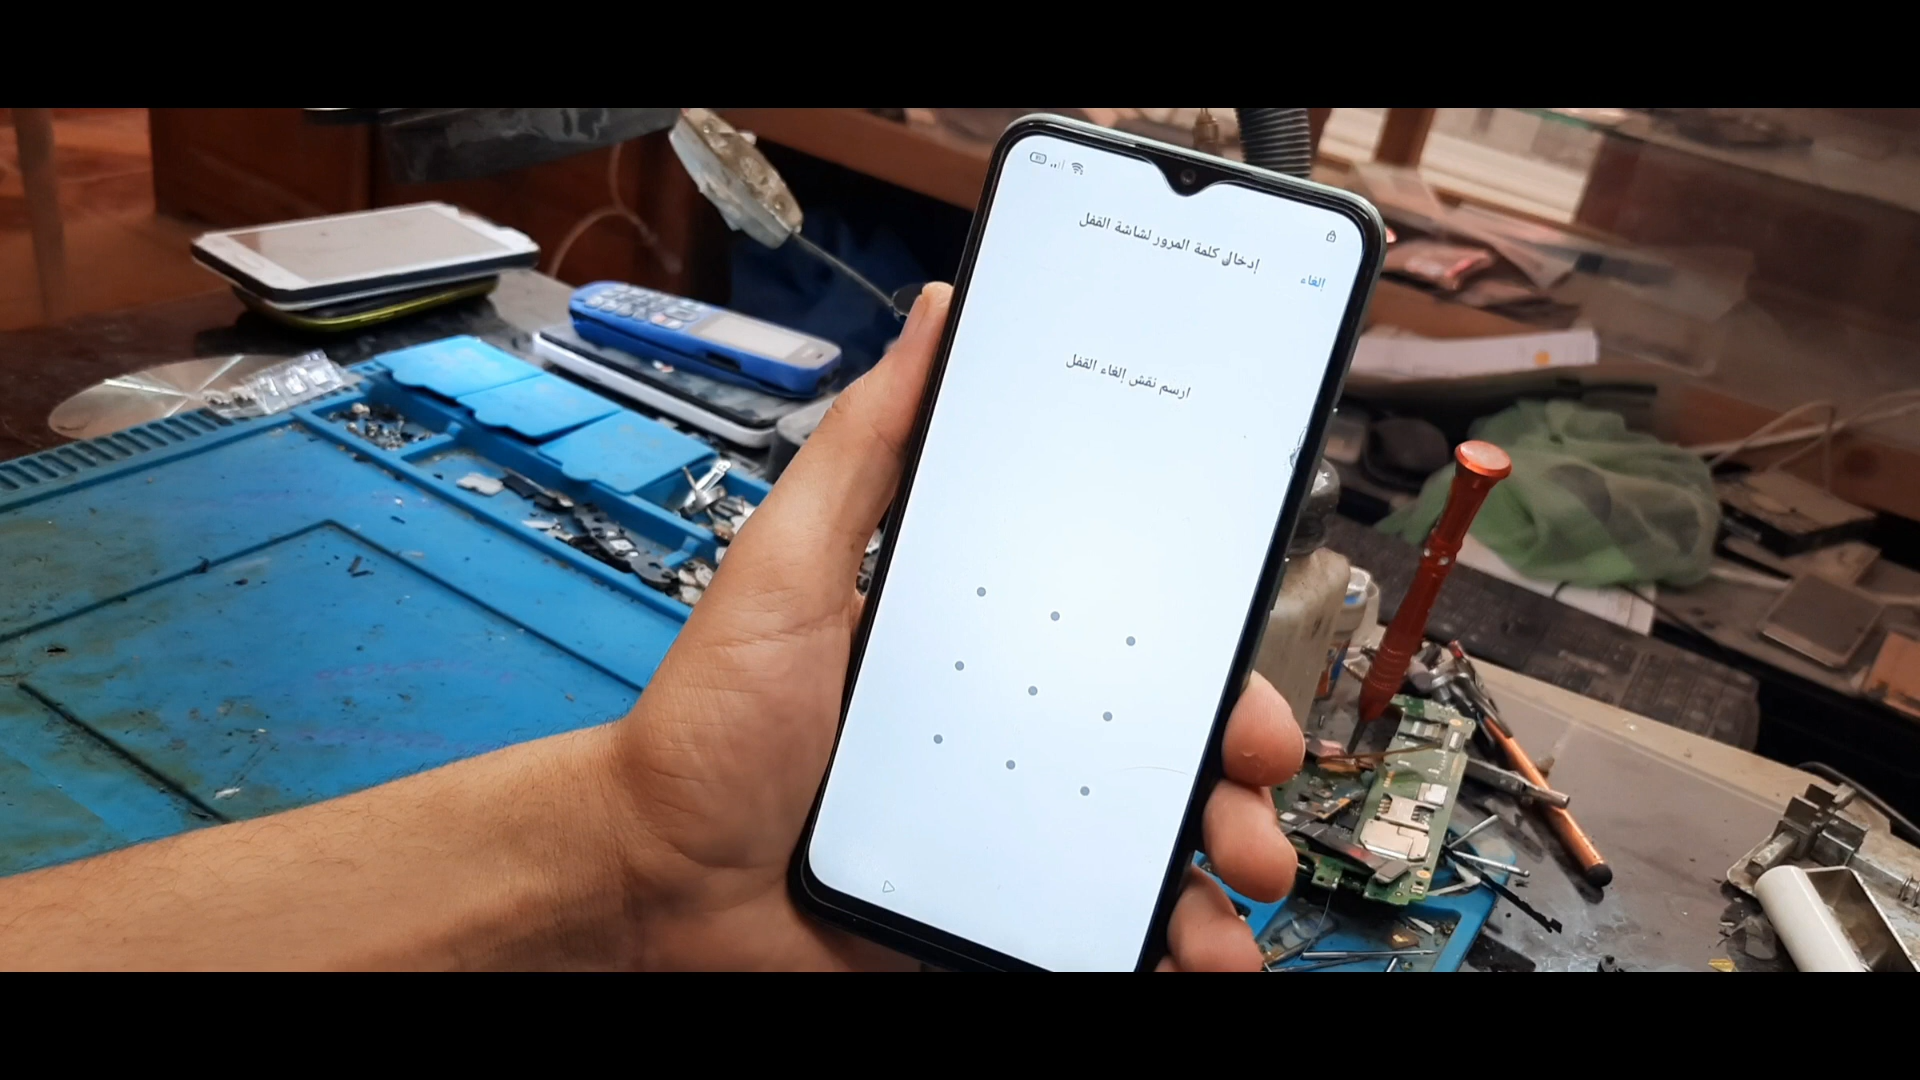 إدخال كلمة المرور لشاشة القفل
إلغاء
ارسم نقش إلغاء القفل